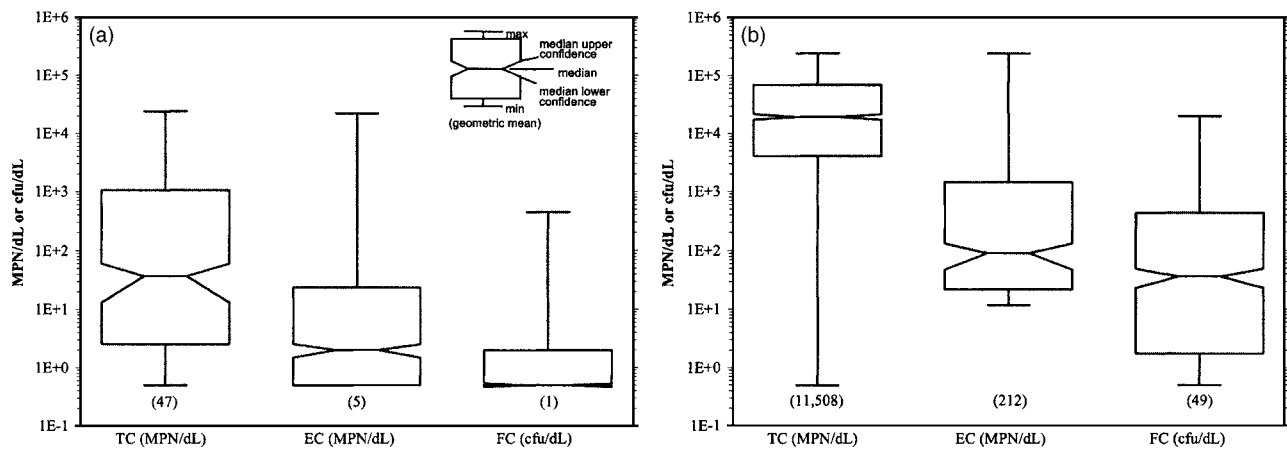 (a)
1E+6
1E+5
1E+4
1E+3
1E+2
1E+1
1E+0
1E-1
MPN/dL or cfu/dL
max
median upper
confidence
median
median lower
confidence
min
(geometric mean)
(47)
(5)
(1)
TC (MPN/dL)
EC (MPN/dL)
FC (cfu/dL)
(b)
1E+6
1E+5
1E+4
1E+3
1E+2
1E+1
1E+0
1E-1
MPN/dL or cfu/dL
(11,508)
(212)
(49)
TC (MPN/dL)
EC (MPN/dL)
FC (cfu/dL)